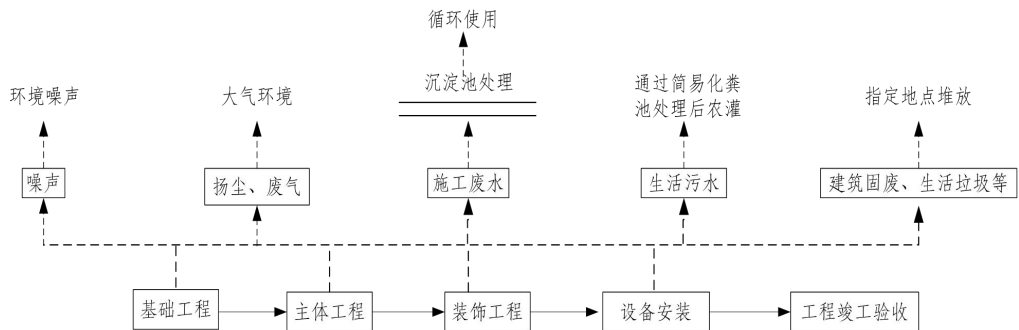 循环使用
环境噪声
大气环境
沉淀池处理
通过简易化粪
池处理后农灌
指定地点堆放
噪声
扬尘、废气
施工废水
生活污水
建筑固废、生活垃圾等
基础工程
主体工程
装饰工程
设备安装
工程竣工验收